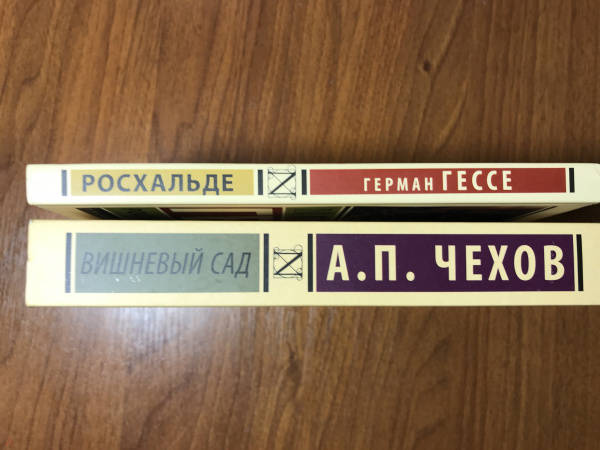 РОСХАЛЬДЕ ГЕРМАН ГЕССЕ
ВИШНЕВЫЙ САД А.П. ЧЕХОВ